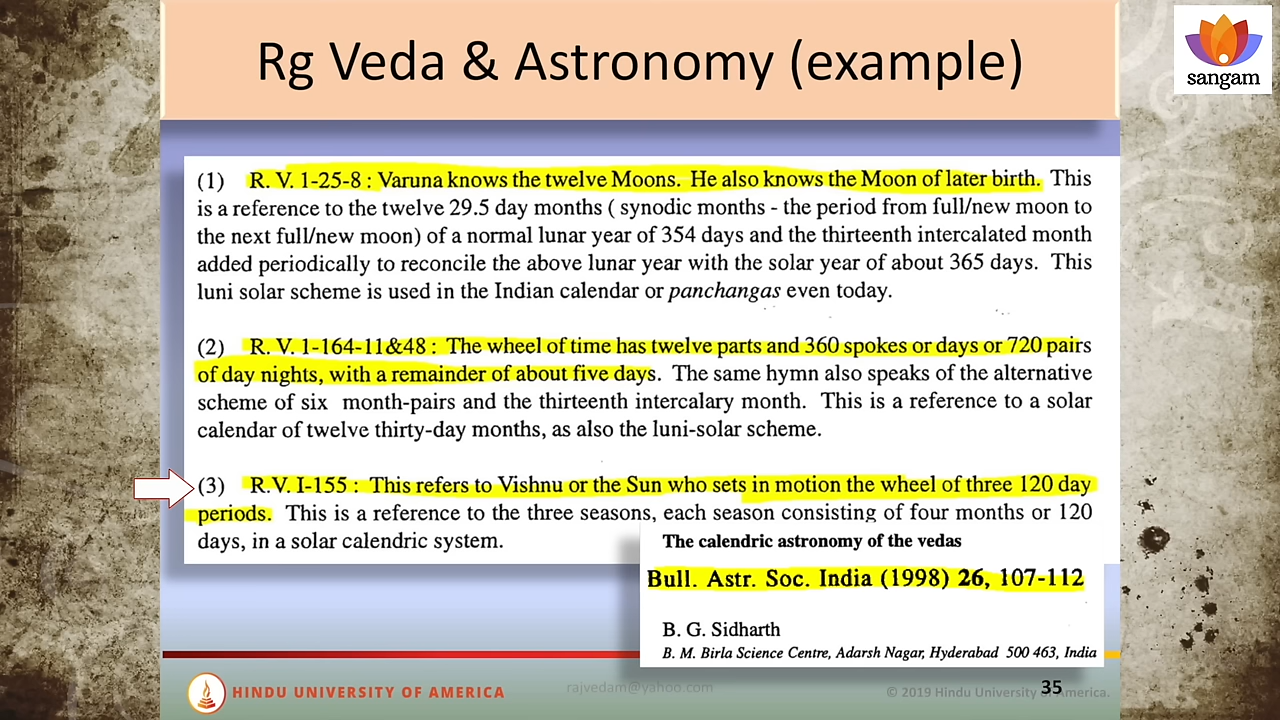 Rg Veda & Astronomy (example)
sangam
(1) R. V. 1-25-8 : Varuna knows the twelve Moons. He also knows the Moon of later birth. This
is a reference to the twelve 29.5 day months ( synodic months - the period from full/new moon to
the next full/new moon) of a normal lunar year of 354 days and the thirteenth intercalated month
added periodically to reconcile the above lunar year with the solar year of about 365 days. This
luni solar scheme is used in the Indian calendar or panchangas even today.
(2) R. V. 1-164-11&48 : The wheel of time has twelve parts and 360 spokes or days or 720 pairs
of day nights, with a remainder of about five days. The same hymn also speaks of the alternative
scheme of six month-pairs and the thirteenth intercalary month. This is a reference to a solar
calendar of twelve thirty-day months, as also the luni-solar scheme.
(3) R.V. I-155 : This refers to Vishnu or the Sun who sets in motion the wheel of three 120 day
periods. This is a reference to the three seasons, each season consisting of four months or 120
days, in a solar calendric system.
The calendric astronomy of the vedas
Bull. Astr. Soc. India (1998) 26, 107-112
B. G. Sidharth
B. M. Birla Science Centre, Adarsh Nagar, Hyderabad 500 463, India
HINDU UNIVERSITY OF AMERICA
rajvedam@yahoo.com
© 2019 Hindu University of America.
35